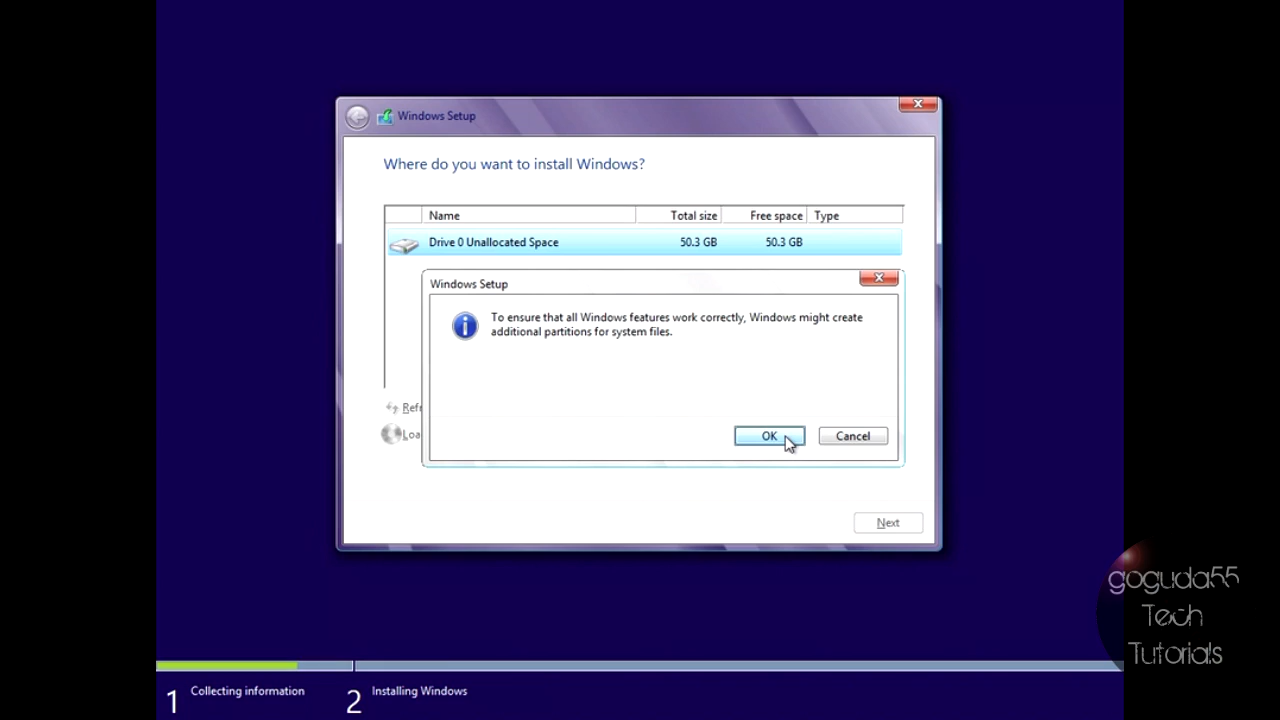 Windows Setup
Where do you want to install Windows?
Name Total size Free space Type
Drive 0 Unallocated Space 50.3 GB 50.3 GB
Windows Setup
To ensure that all Windows features work correctly, Windows might create
additional partitions for system files.
OK Cancel
Next
goguda55
Tech
Tutorials
1 Collecting information 2 Installing Windows